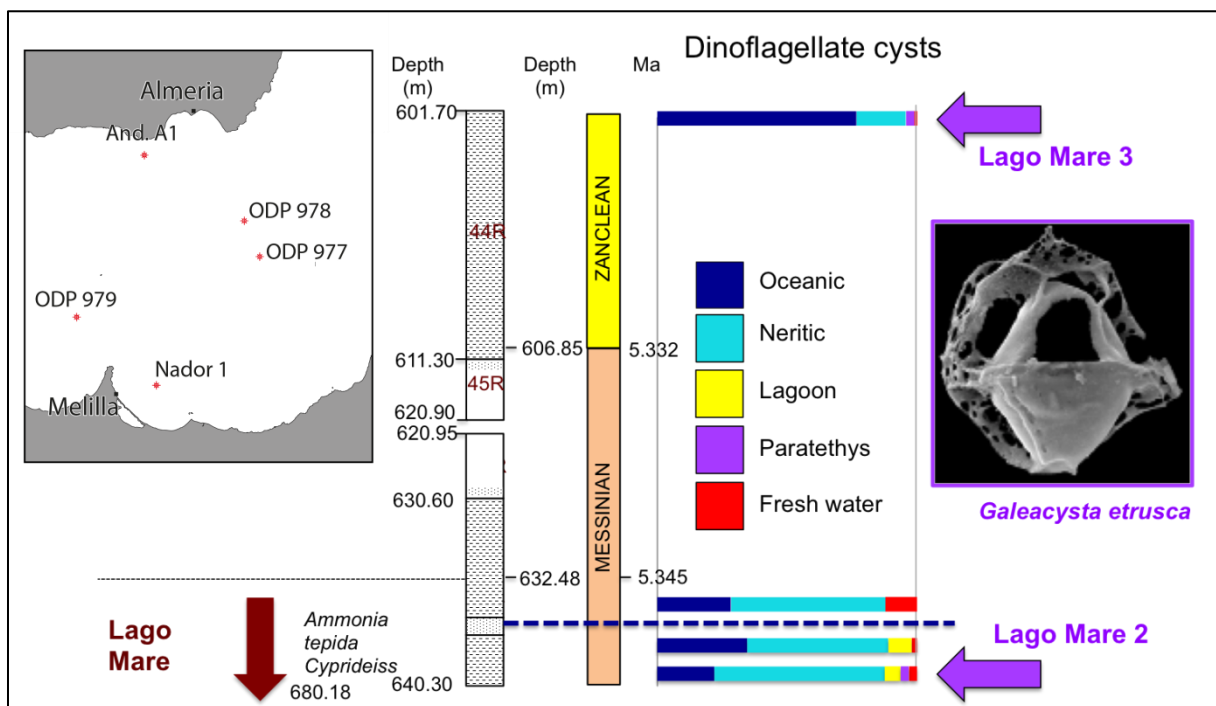 Dinoflagellate cysts
Depth
(m)
Depth
(m)
Ma
Almeria
And. A1
ODP 978
ODP 977
ODP 979
Nador 1
Melilla
601.70
44R
611.30
45R
620.90
620.95
630.60
640.30
606.85
632.48
ZANCLEAN
MESSINIAN
5.332
5.345
Oceanic
Neritic
Lagoon
Paratethys
Fresh water
Lago Mare 3
Galeacysta etrusca
Lago Mare 2
Lago
Mare
Ammonia
tepida
Cyprideiss
680.18